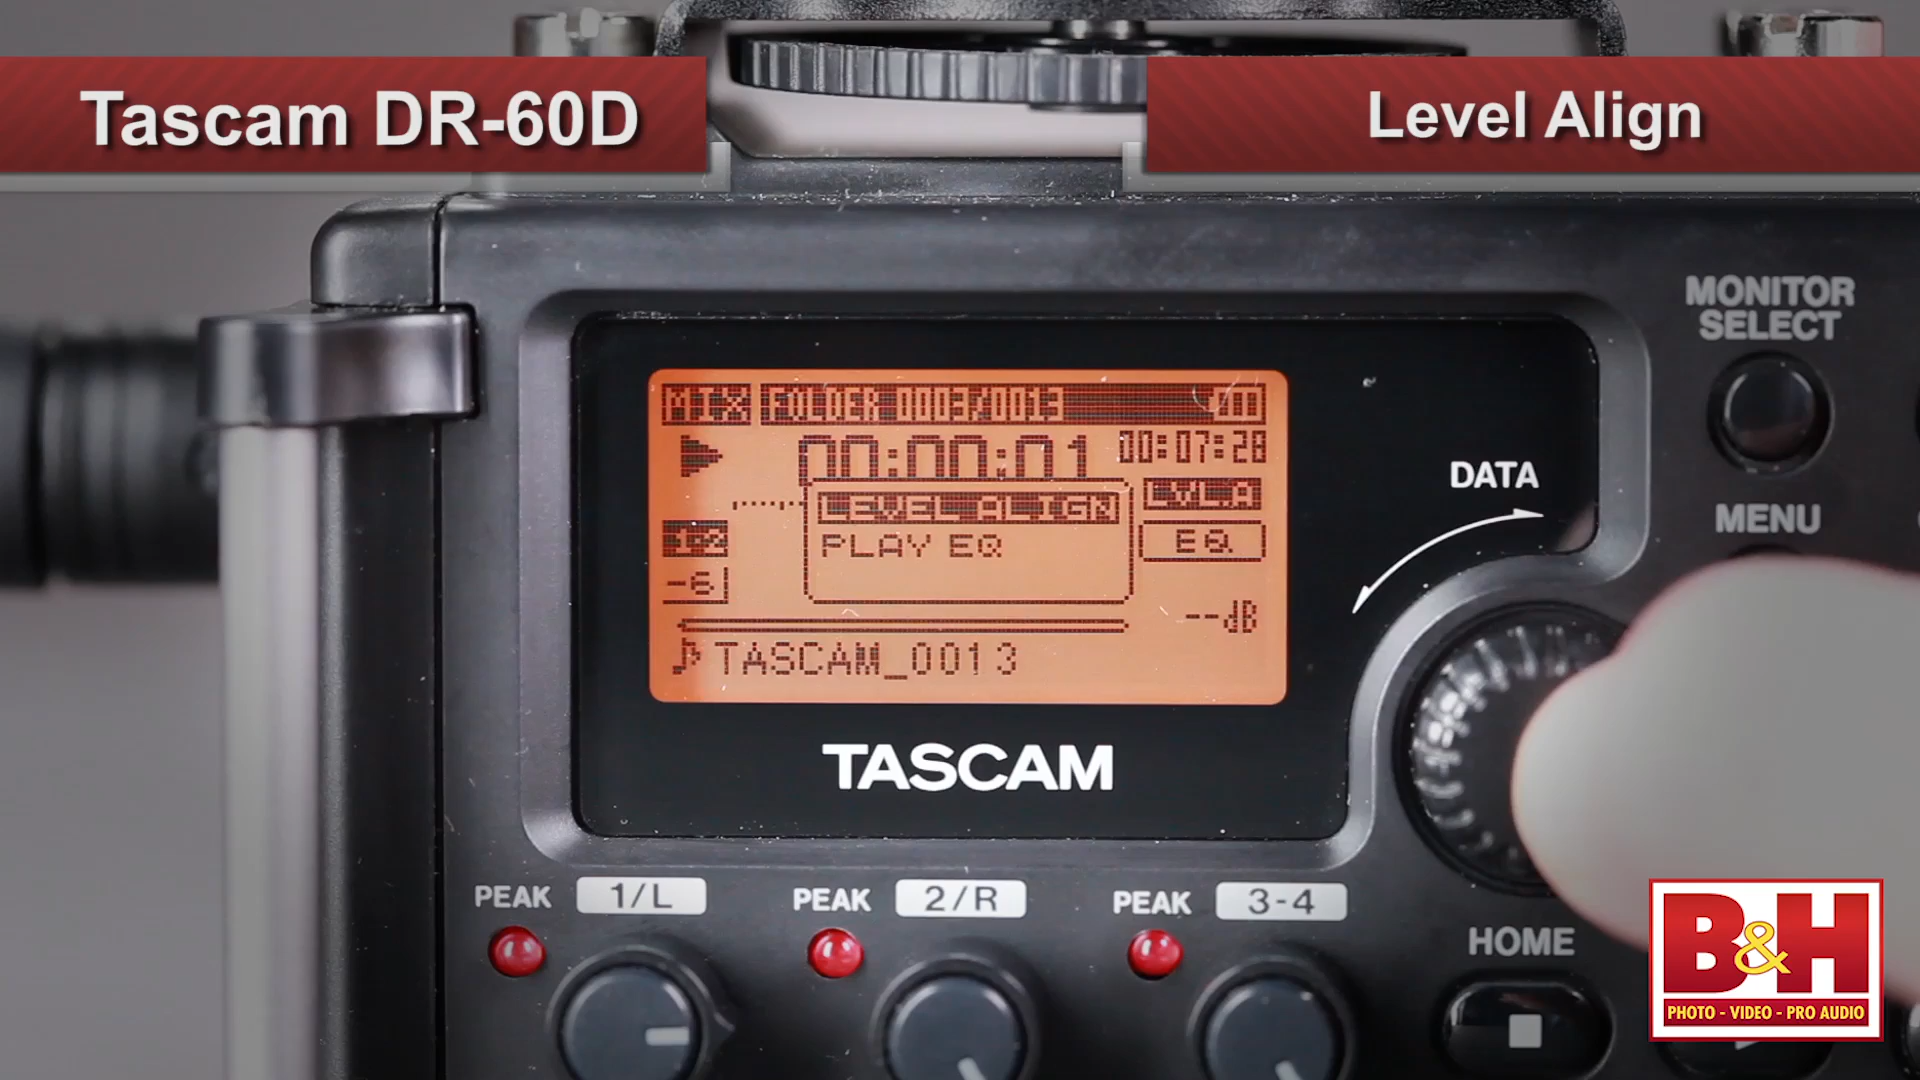 Tascam DR-60D
Level Align
MONITOR
SELECT
MIX FOLDER 0003/0013
00:00:01 00:07:28
LEVEL ALIGN
LVL.A
PLAY EQ
EQ
-12
-6
--dB
TASCAM_0013
DATA
MENU
TASCAM
PEAK 1/L PEAK 2/R PEAK 3-4
HOME
B&H
PHOTO - VIDEO - PRO AUDIO